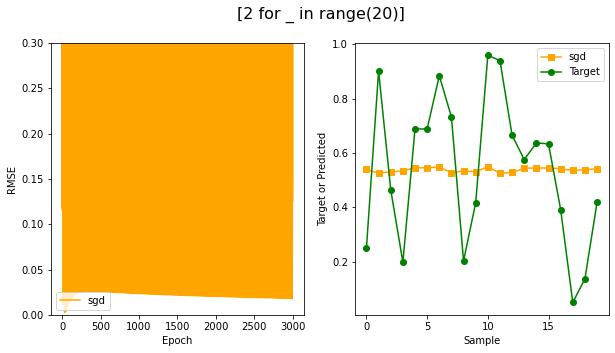 [2 for _ in range(20)]
0.30
0.25
0.20
0.15
0.10
0.05
0.00
RMSE
sgd
0 500 1000 1500 2000 2500 3000
Epoch
1.0
0.8
0.6
0.4
0.2
Target or Predicted
sgd
Target
0 5 10 15
Sample